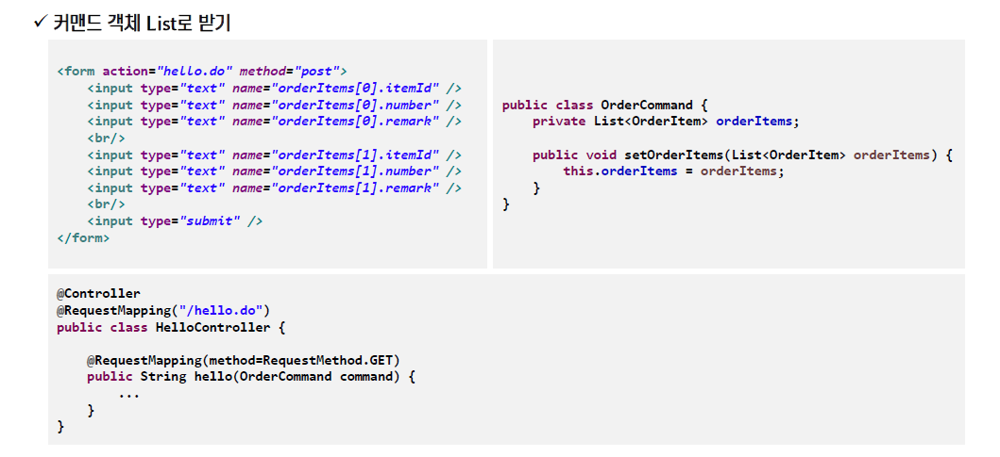 ✓ 커맨드 객체 List로 받기
<form action="hello.do" method="post">
    <input type="text" name="orderItems[0].itemId" />
    <input type="text" name="orderItems[0].number" />
    <input type="text" name="orderItems[0].remark" />
    <br/>
    <input type="text" name="orderItems[1].itemId" />
    <input type="text" name="orderItems[1].number" />
    <input type="text" name="orderItems[1].remark" />
    <br/>
    <input type="submit" />
</form>
public class OrderCommand {
    private List<OrderItem> orderItems;
    public void setOrderItems(List<OrderItem> orderItems) {
        this.orderItems = orderItems;
    }
}
@Controller
@RequestMapping("/hello.do")
public class HelloController {
    @RequestMapping(method=RequestMethod.GET)
    public String hello(OrderCommand command) {
        ...
    }
}